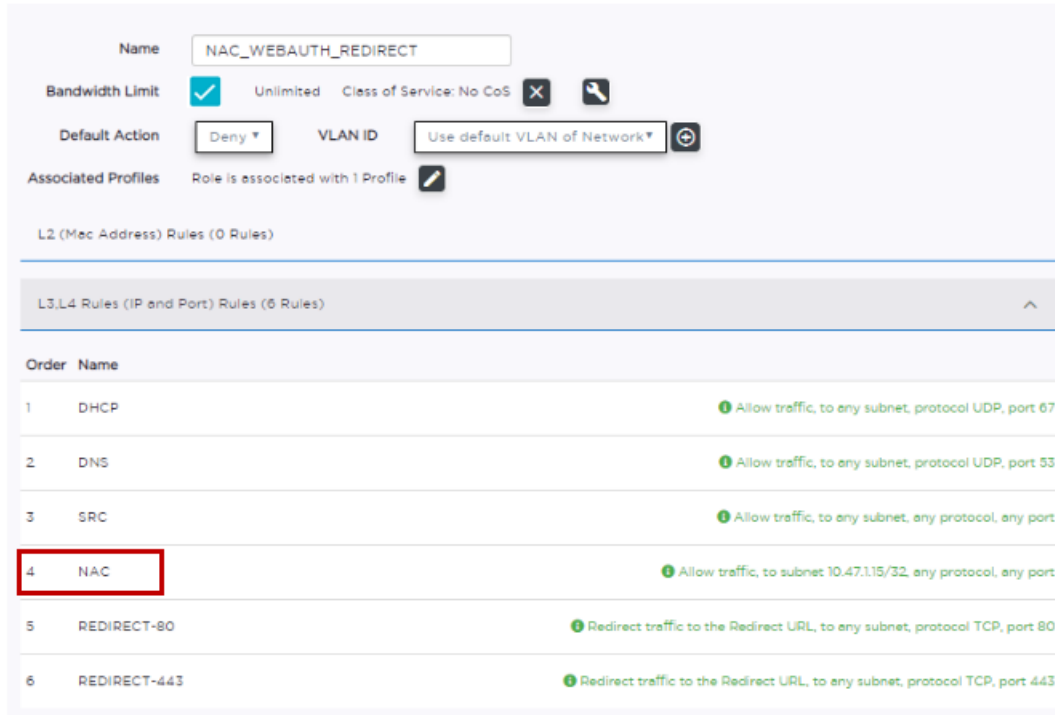 Name NAC_WEBAUTH_REDIRECT
Bandwidth Limit Unlimited Class of Service: No CoS
Default Action Deny VLAN ID Use default VLAN of Network
Associated Profiles Role is associated with 1 Profile
L2 (Mac Address) Rules (0 Rules)
L3,L4 Rules (IP and Port) Rules (6 Rules)
Order Name
1 DHCP Allow traffic, to any subnet, protocol UDP, port 67
2 DNS Allow traffic, to any subnet, protocol UDP, port 53
3 SRC Allow traffic, to any subnet, any protocol, any port
4 NAC Allow traffic, to subnet 10.47.1.15/32, any protocol, any port
5 REDIRECT-80 Redirect traffic to the Redirect URL, to any subnet, protocol TCP, port 80
6 REDIRECT-443 Redirect traffic to the Redirect URL, to any subnet, protocol TCP, port 443